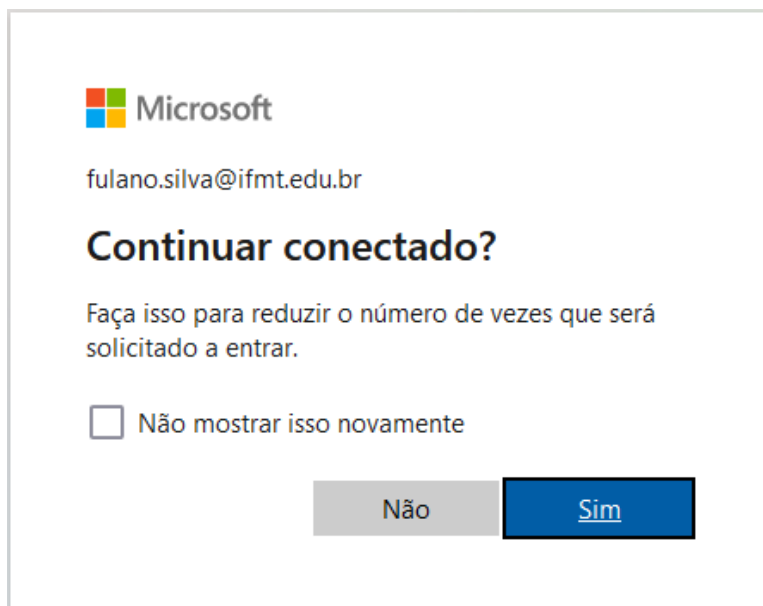 Microsoft
fulano.silva@ifmt.edu.br
Continuar conectado?
Faça isso para reduzir o número de vezes que será
solicitado a entrar.
Não mostrar isso novamente
Não
Sim